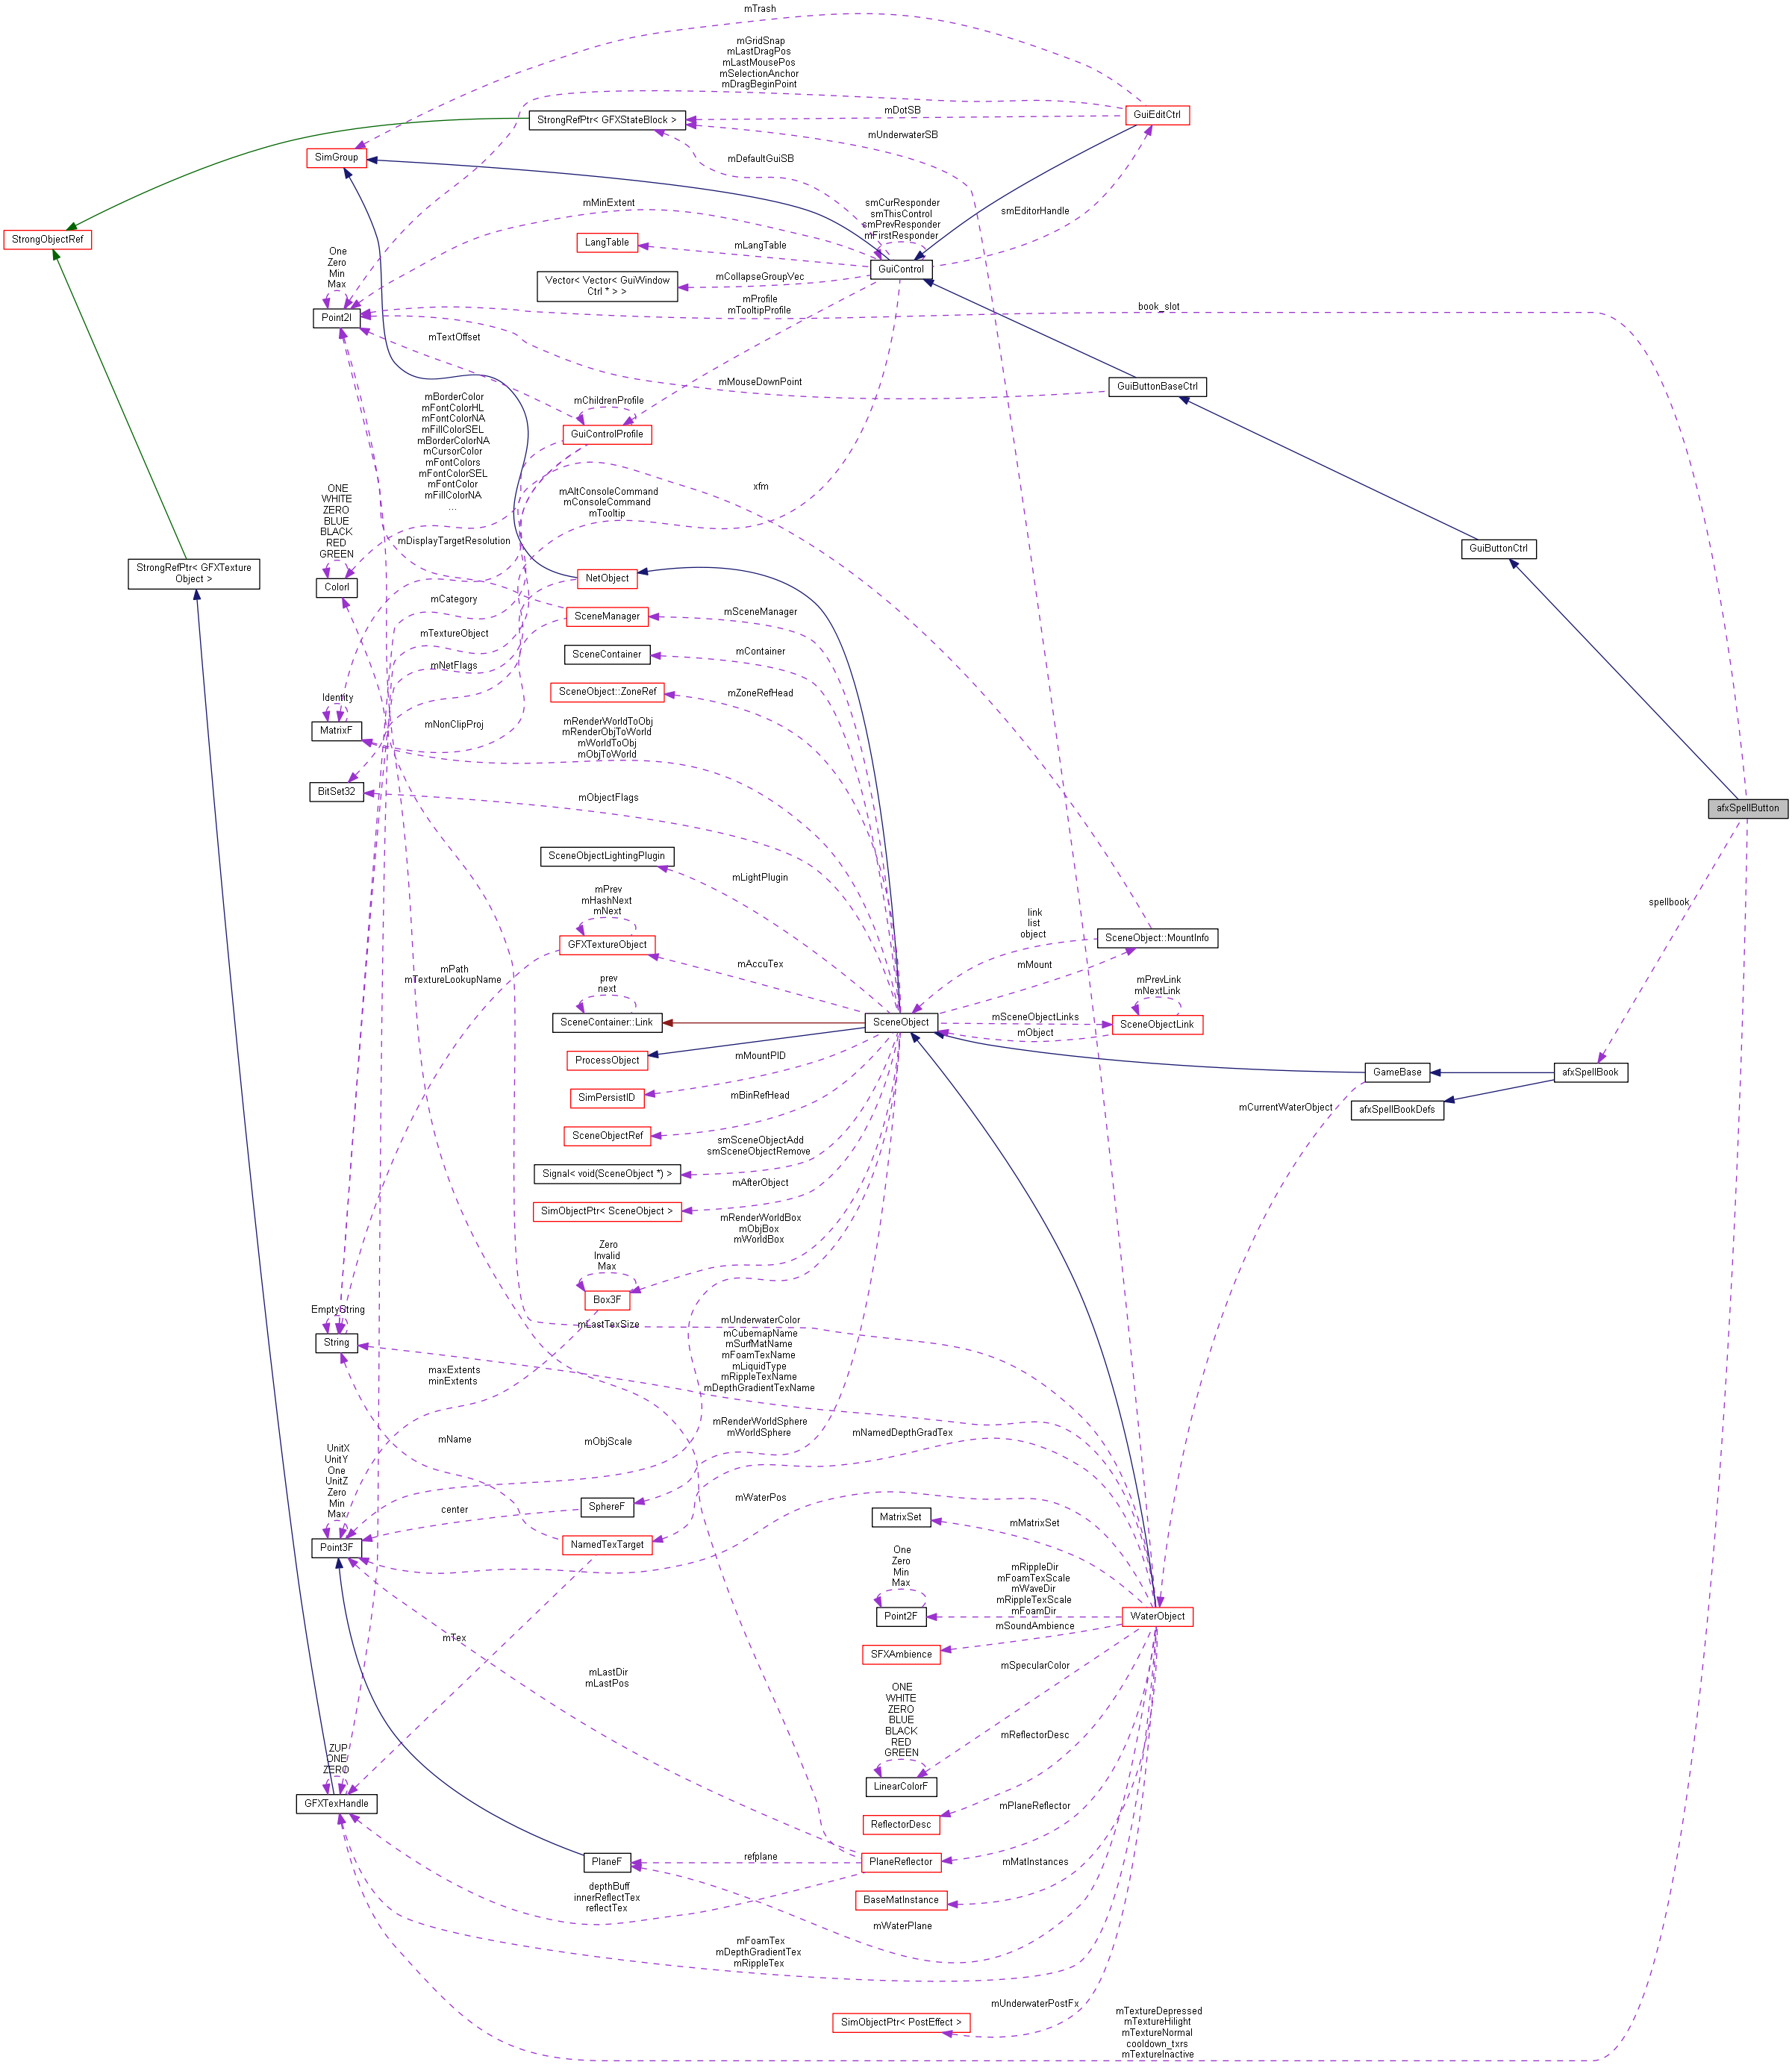 mTrash
mGridSnap
mLastDragPos
mLastMousePos
mSelectionAnchor
mDragBeginPoint
mDotSB
GuiEditCtrl
StrongRefPtr< GFXStateBlock >
mUnderwaterSB
SimGroup
mDefaultGuiSB
mMinExtent
smCurResponder
smThisControl
smPrevResponder
mFirstResponder
smEditorHandle
StrongObjectRef
LangTable
mLangTable
One
Zero
Min
Max
GuiControl
Vector< Vector< GuiWindow
Ctrl * > >
mCollapseGroupVec
Point2I
mProfile
mTooltipProfile
book_slot
mTextOffset
mMouseDownPoint
GuiButtonBaseCtrl
mBorderColor
mFontColorHL
mFontColorNA
mFillColorSEL
mBorderColorNA
mCursorColor
mFontColors
mFontColorSEL
mFontColor
mFillColorNA
...
mChildrenProfile
GuiControlProfile
ONE
WHITE
ZERO
BLUE
BLACK
RED
GREEN
mAltConsoleCommand
mConsoleCommand
mTooltip
xfm
mDisplayTargetResolution
GuiButtonCtrl
StrongRefPtr< GFXTexture
Object >
ColorI
NetObject
mCategory
SceneManager
mSceneManager
mTextureObject
SceneContainer
mContainer
mNetFlags
SceneObject::ZoneRef
mZoneRefHead
Identity
MatrixF
mNonClipProj
mRenderWorldToObj
mRenderObjToWorld
mWorldToObj
mObjToWorld
BitSet32
mObjectFlags
afxSpellButton
SceneObjectLightingPlugin
mLightPlugin
mPrev
mHashNext
mNext
GFXTextureObject
link
list
object
spellbook
SceneObject::MountInfo
mPath
mTextureLookupName
mAccuTex
mMount
prev
next
mPrevLink
mNextLink
SceneContainer::Link
SceneObject
mSceneObjectLinks
SceneObjectLink
mObject
ProcessObject
mMountPID
GameBase
afxSpellBook
SimPersistID
mBinRefHead
mCurrentWaterObject
afxSpellBookDefs
SceneObjectRef
smSceneObjectAdd
smSceneObjectRemove
Signal< void(SceneObject *) >
mAfterObject
SimObjectPtr< SceneObject >
mRenderWorldBox
mObjBox
mWorldBox
Zero
Invalid
Max
Box3F
EmptyString
String
mLastTexSize
mUnderwaterColor
mCubemapName
mSurfMatName
mFoamTexName
mLiquidType
mRippleTexName
mDepthGradientTexName
maxExtents
minExtents
mName
mObjScale
mRenderWorldSphere
mWorldSphere
mNamedDepthGradTex
UnitX
UnitY
One
UnitZ
Zero
Min
Max
Point3F
center
SphereF
mWaterPos
MatrixSet
mMatrixSet
NamedTexTarget
One
Zero
Min
Max
Point2F
mRippleDir
mFoamTexScale
mWaveDir
mRippleTexScale
mFoamDir
WaterObject
mSoundAmbience
SFXAmbience
mTex
mSpecularColor
mLastDir
mLastPos
ONE
WHITE
ZERO
BLUE
BLACK
RED
GREEN
mReflectorDesc
LinearColorF
ZUP
ONE
ZERO
GFXTexHandle
mPlaneReflector
ReflectorDesc
PlaneF
refplane
PlaneReflector
mMatInstances
depthBuff
innerReflectTex
reflectTex
BaseMatInstance
mWaterPlane
mFoamTex
mDepthGradientTex
mRippleTex
mUnderwaterPostFx
SimObjectPtr< PostEffect >
mTextureDepressed
mTextureHilight
mTextureNormal
cooldown_txrs
mTextureInactive